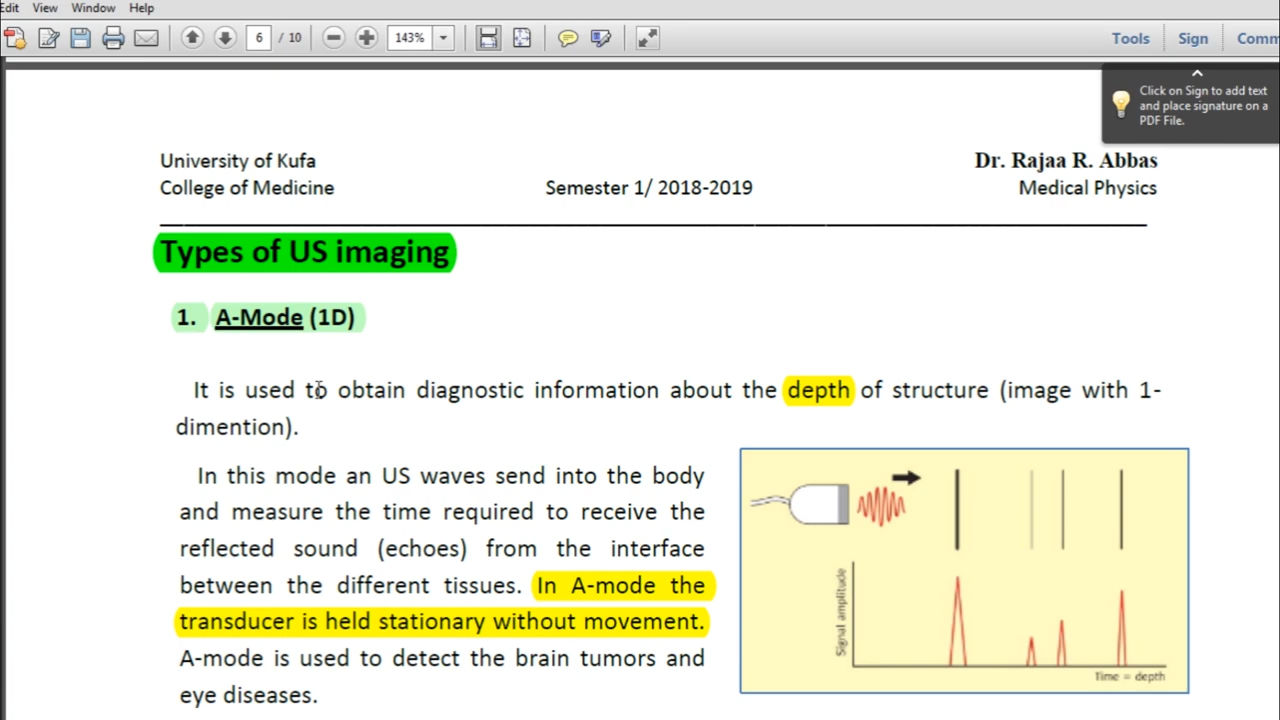 Edit View Window Help
6 / 10 143% Tools Sign Comm
Click on Sign to add text
and place signature on a
PDF File.
University of Kufa Dr. Rajaa R. Abbas
College of Medicine Semester 1/ 2018-2019 Medical Physics
Types of US imaging
1. A-Mode (1D)
It is used to obtain diagnostic information about the depth of structure (image with 1-
dimention).
In this mode an US waves send into the body
and measure the time required to receive the
reflected sound (echoes) from the interface
between the different tissues. In A-mode the
transducer is held stationary without movement.
A-mode is used to detect the brain tumors and
eye diseases.
Signal amplitude
Time = depth